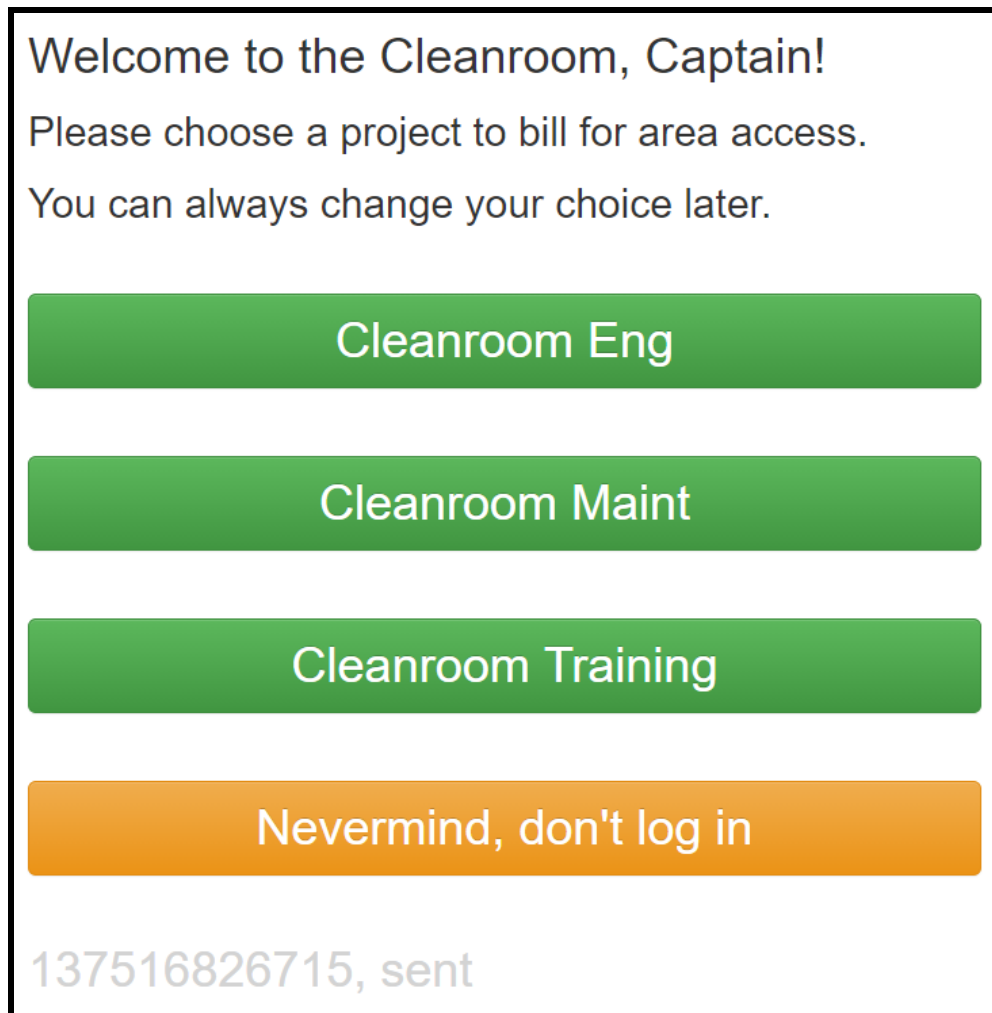 Welcome to the Cleanroom, Captain!
Please choose a project to bill for area access.
You can always change your choice later.
Cleanroom Eng
Cleanroom Maint
Cleanroom Training
Nevermind, don't log in
137516826715, sent